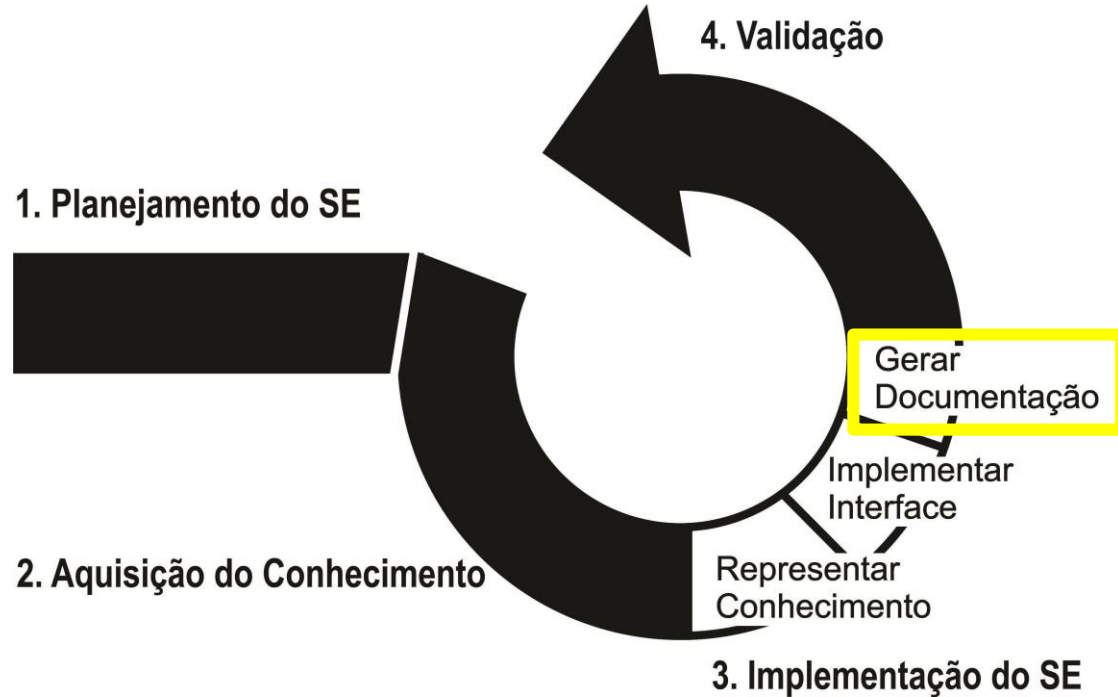 4. Validação
1. Planejamento do SE
Gerar
Documentação
Implementar
Interface
2. Aquisição do Conhecimento
Representar
Conhecimento
3. Implementação do SE